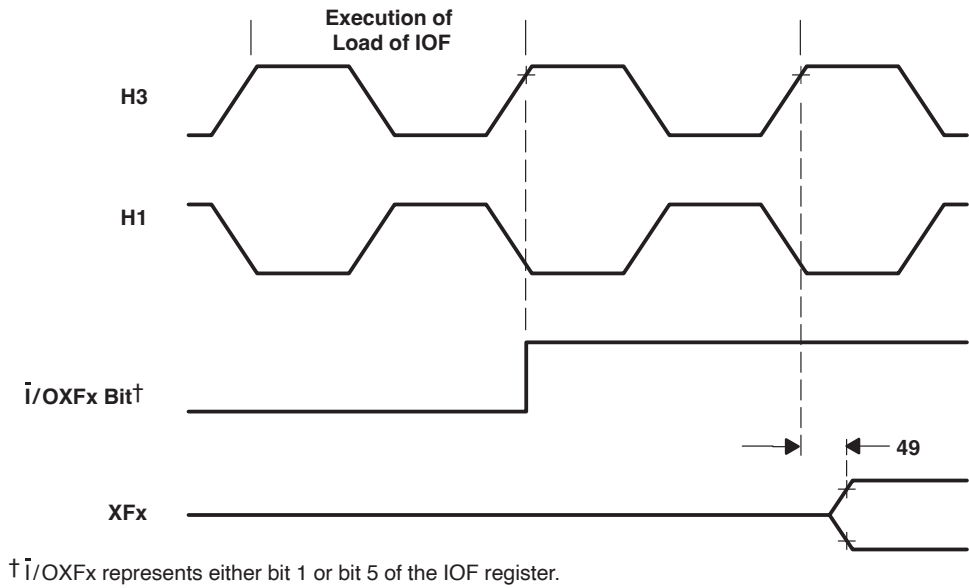 Execution of
Load of IOF
H3
H1
I̅/OXFx Bit†
49
XFx
† I̅/OXFx represents either bit 1 or bit 5 of the IOF register.